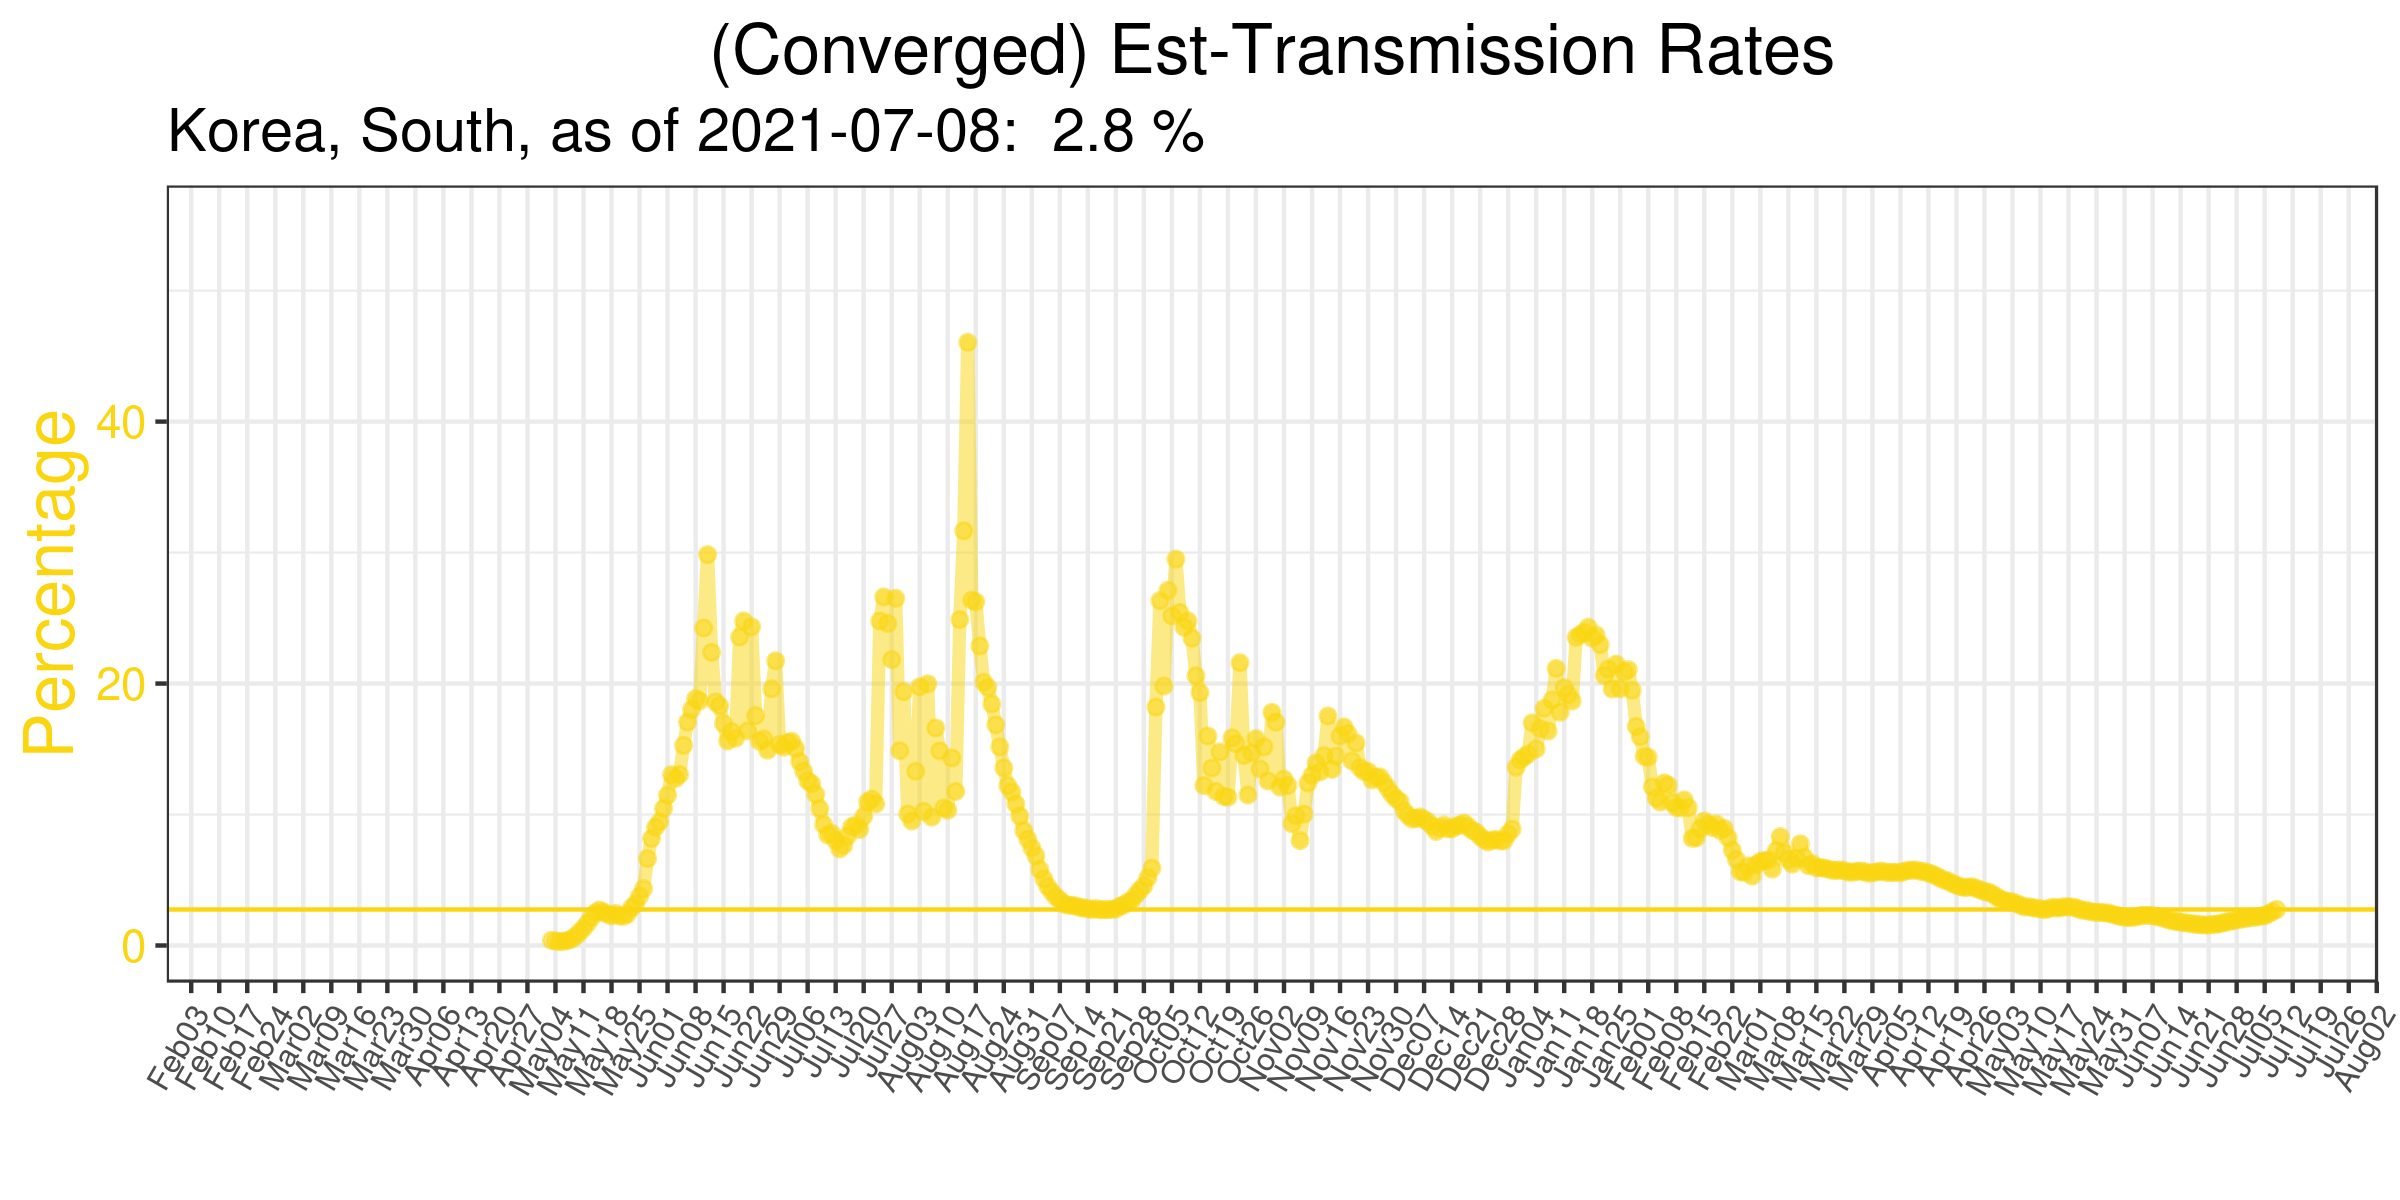 (Converged) Est-Transmission Rates
Korea, South, as of 2021-07-08:  2.8 %
Percentage
40
20
0
Feb03
Feb10
Feb17
Feb24
Mar02
Mar09
Mar16
Mar23
Mar30
Apr06
Apr13
Apr20
Apr27
May04
May11
May18
May25
Jun01
Jun08
Jun15
Jun22
Jun29
Jul06
Jul13
Jul20
Jul27
Aug03
Aug10
Aug17
Aug24
Aug31
Sep07
Sep14
Sep21
Sep28
Oct05
Oct12
Oct19
Oct26
Nov02
Nov09
Nov16
Nov23
Nov30
Dec07
Dec14
Dec21
Dec28
Jan04
Jan11
Jan18
Jan25
Feb01
Feb08
Feb15
Feb22
Mar01
Mar08
Mar15
Mar22
Mar29
Apr05
Apr12
Apr19
Apr26
May03
May10
May17
May24
May31
Jun07
Jun14
Jun21
Jun28
Jul05
Jul12
Jul19
Jul26
Aug02